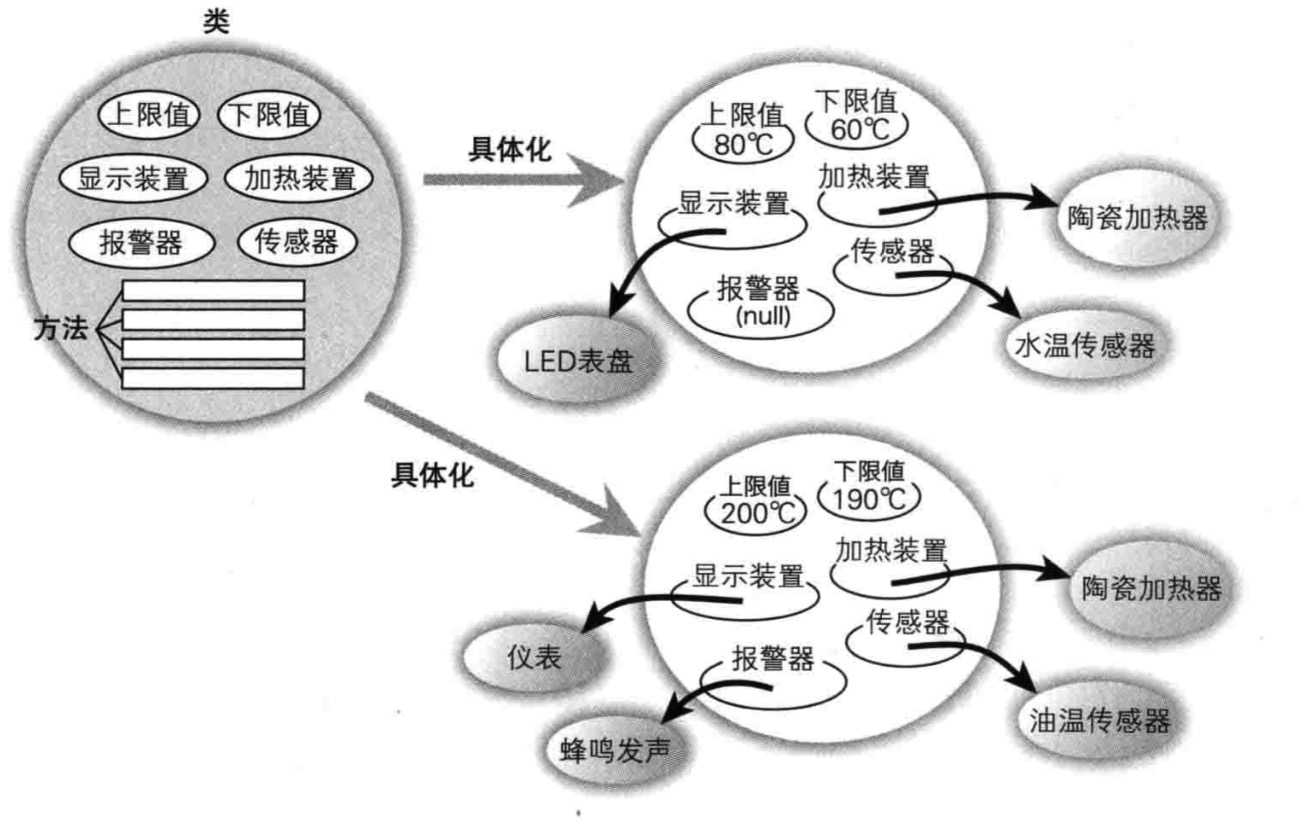 类
上限值
下限值
显示装置
加热装置
报警器
传感器
方法
具体化
上限值
80℃
下限值
60℃
显示装置
加热装置
传感器
报警器
(null)
陶瓷加热器
水温传感器
LED表盘
具体化
上限值
200℃
下限値
190℃
显示装置
加热装置
传感器
报警器
陶瓷加热器
油温传感器
仪表
蜂鸣发声